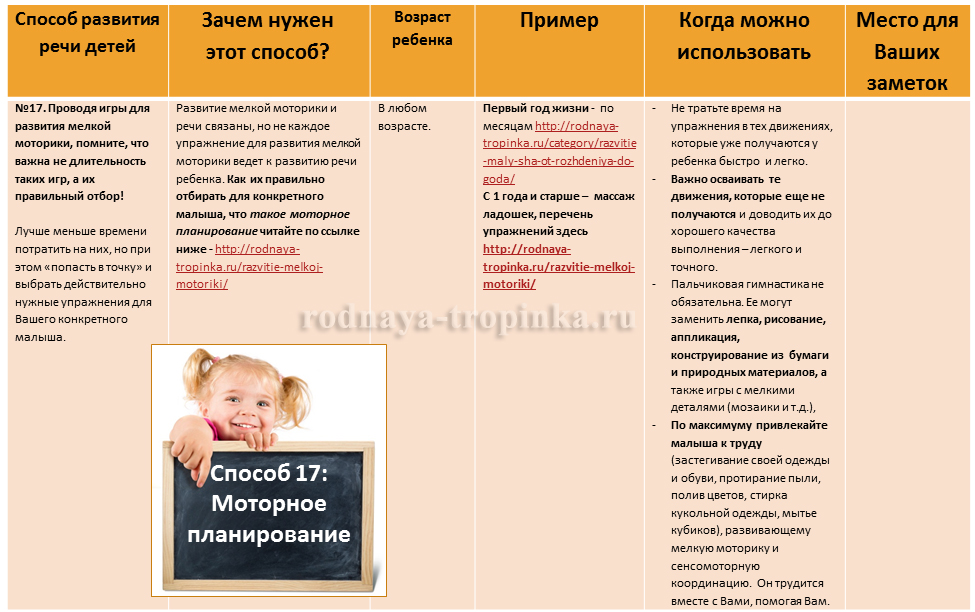 Способ развития
речи детей
Зачем нужен
этот способ?
Возраст
ребенка
Пример
Когда можно
использовать
Место для
Ваших
заметок
№17. Проводя игры для
развития мелкой
моторики, помните, что
важна не длительность
таких игр, а их
правильный отбор!
Лучше меньше времени
потратить на них, но при
этом «попасть в точку» и
выбрать действительно
нужные упражнения для
Вашего конкретного
малыша.
Развитие мелкой моторики и
речи связаны, но не каждое
упражнение для развития мелкой
моторики ведет к развитию речи
ребенка. Как их правильно
отбирать для конкретного
малыша, что такое моторное
планирование читайте по ссылке
ниже - http://rodnaya-
tropinka.ru/razvitie-melkoj-
motoriki/
В любом
возрасте.
Первый год жизни - по
месяцам http://rodnaya-
tropinka.ru/category/razvitie
-maly-sha-ot-rozhdeniya-do-
goda/
С 1 года и старше – массаж
ладошек, перечень
упражнений здесь
http://rodnaya-
tropinka.ru/razvitie-melkoj-
motoriki/
- Не тратьте время на
упражнения в тех движениях,
которые уже получаются у
ребенка быстро и легко.
- Важно осваивать те
движения, которые еще не
получаются и доводить их до
хорошего качества
выполнения – легкого и
точного.
- Пальчиковая гимнастика не
обязательна. Ее могут
заменить лепка, рисование,
аппликация,
конструирование из бумаги
и природных материалов, а
также игры с мелкими
деталями (мозаики и т.д.),
- По максимуму привлекайте
малыша к труду
(застегивание своей одежды
и обуви, протирание пыли,
полив цветов, стирка
кукольной одежды, мытье
кубиков), развивающему
мелкую моторику и
сенсомоторную
координацию. Он трудится
вместе с Вами, помогая Вам.
rodnaya-tropinka.ru
Способ 17:
Моторное
планирование